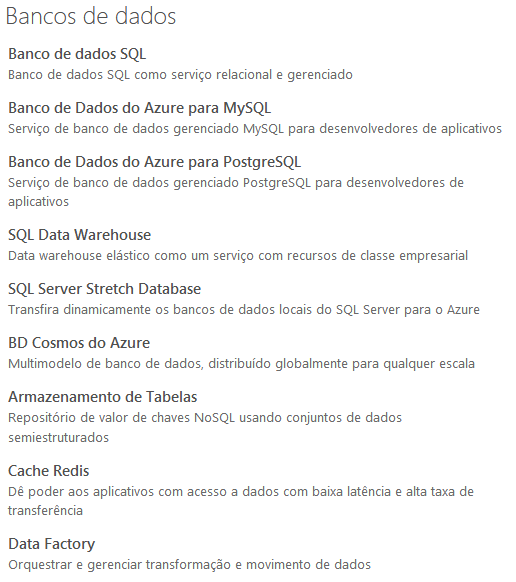 Bancos de dados
Banco de dados SQL
Banco de dados SQL como serviço relacional e gerenciado
Banco de Dados do Azure para MySQL
Serviço de banco de dados gerenciado MySQL para desenvolvedores de aplicativos
Banco de Dados do Azure para PostgreSQL
Serviço de banco de dados gerenciado PostgreSQL para desenvolvedores de
aplicativos
SQL Data Warehouse
Data warehouse elástico como um serviço com recursos de classe empresarial
SQL Server Stretch Database
Transfira dinamicamente os bancos de dados locais do SQL Server para o Azure
BD Cosmos do Azure
Multimodelo de banco de dados, distribuído globalmente para qualquer escala
Armazenamento de Tabelas
Repositório de valor de chaves NoSQL usando conjuntos de dados
semiestruturados
Cache Redis
Dê poder aos aplicativos com acesso a dados com baixa latência e alta taxa de
transferência
Data Factory
Orquestrar e gerenciar transformação e movimento de dados